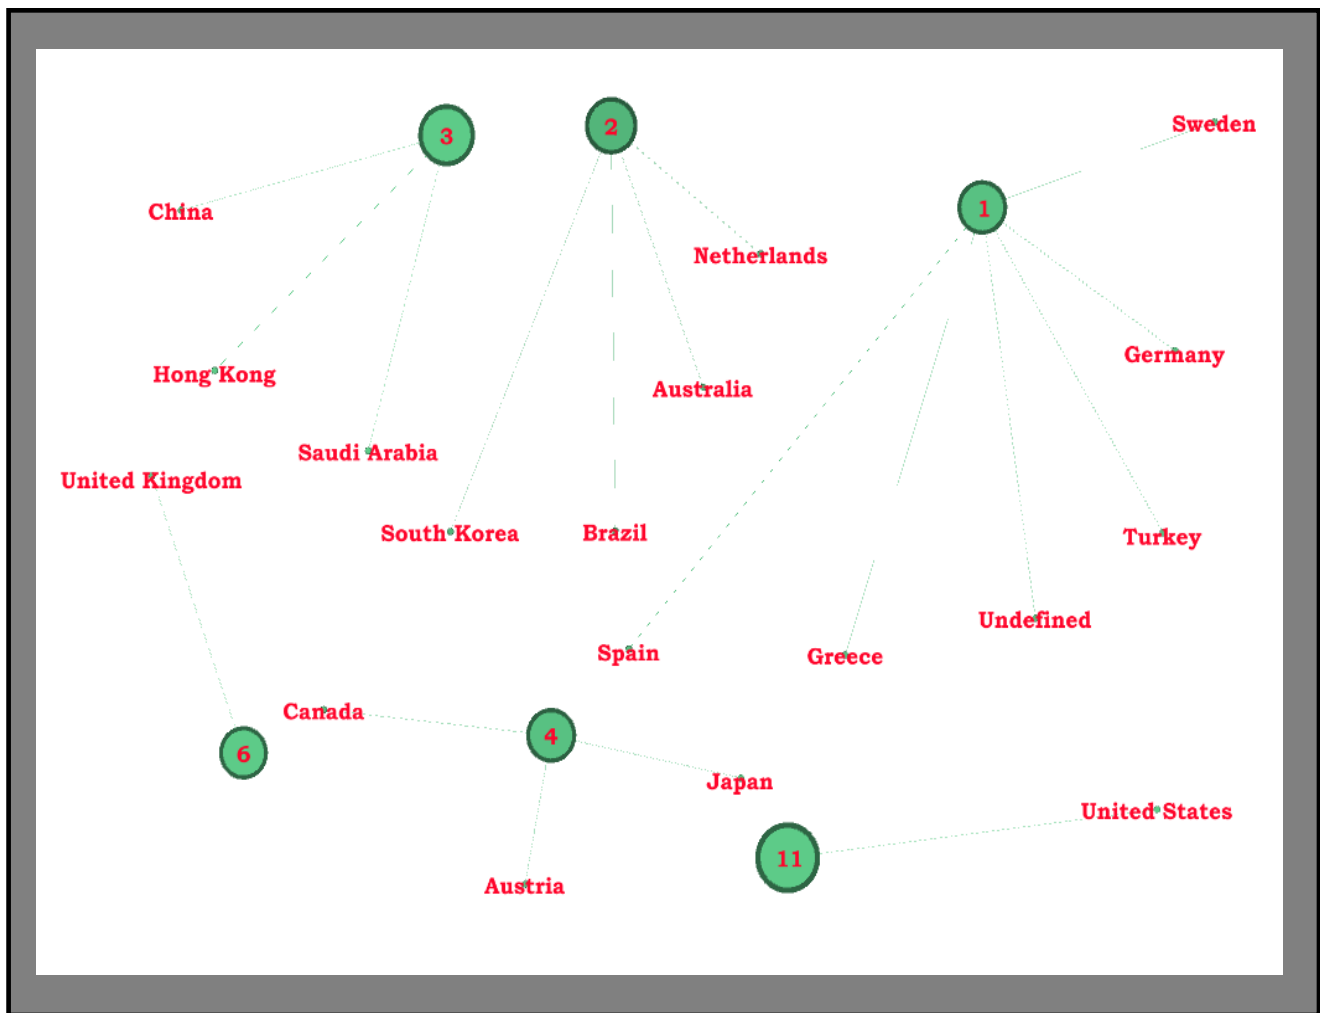 Sweden
2
3
1
China
Netherlands
Germany
Hong Kong
Australia
Saudi Arabia
United Kingdom
South Korea
Brazil
Turkey
Undefined
Spain
Greece
Canada
4
6
Japan
United States
11
Austria